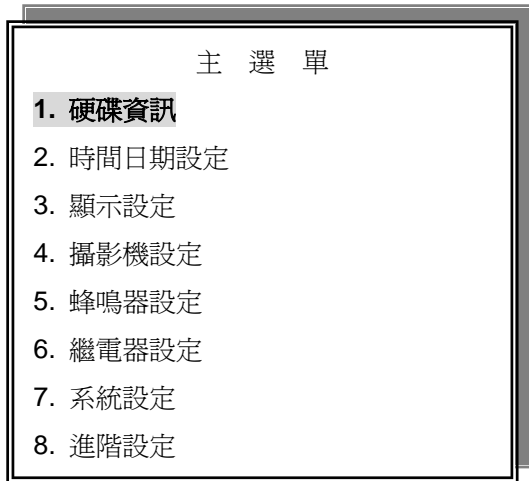 主 選 單
1. 硬碟資訊
2. 時間日期設定
3. 顯示設定
4. 攝影機設定
5. 蜂鳴器設定
6. 繼電器設定
7. 系統設定
8. 進階設定